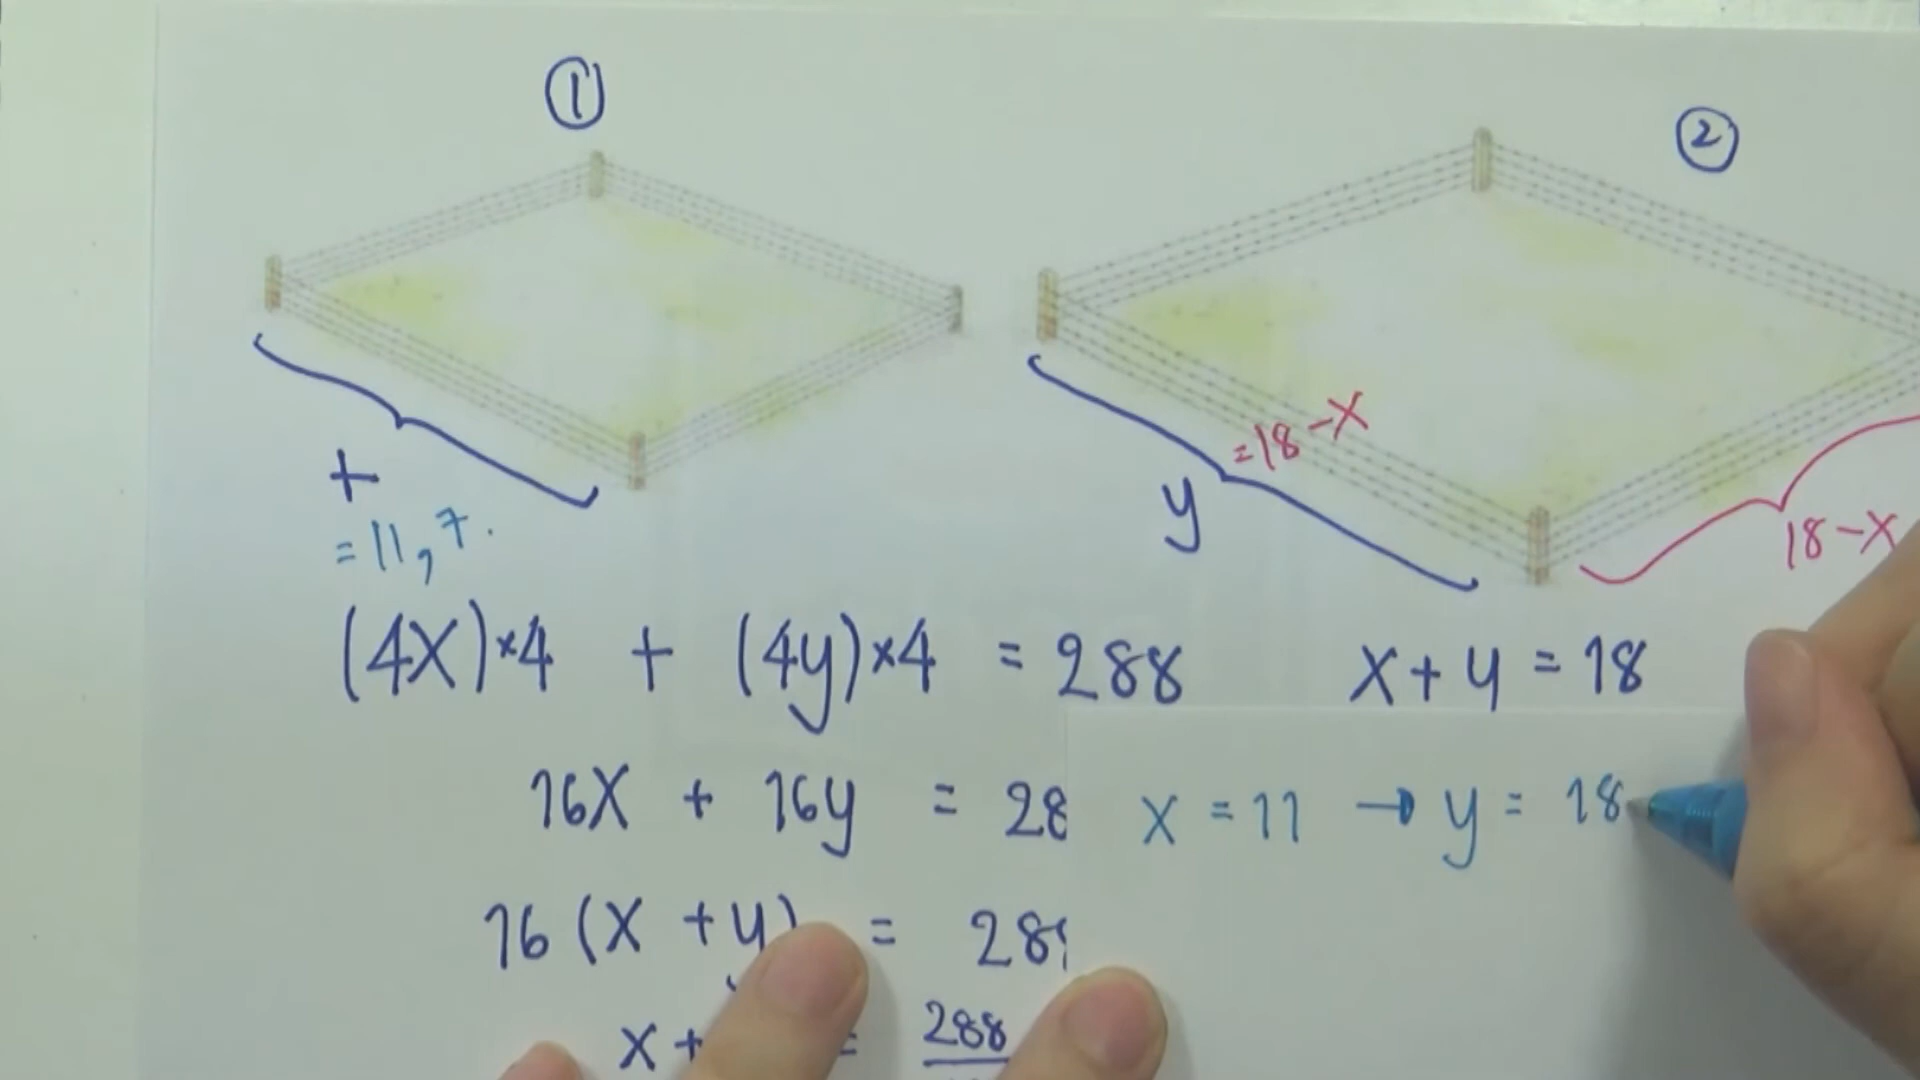 ①
②
x
= 11, 7.
y
= 18 - x
18 - x
(4x)×4 + (4y)×4 = 288
x + y = 18
16x + 16y = 28
x = 11 → y = 18
16 (x + y) = 28
x + = 288